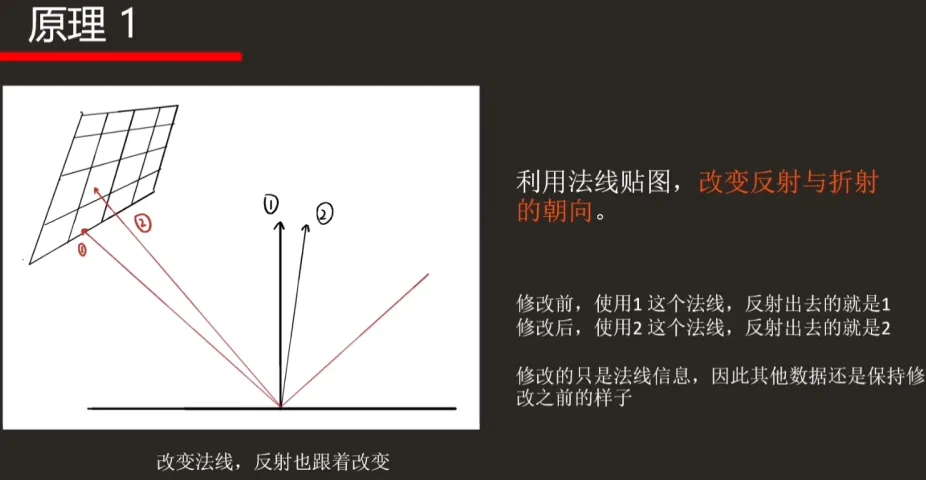 原理 1
① ②
②
①
利用法线贴图，改变反射与折射
的朝向。
修改前，使用1 这个法线，反射出去的就是1
修改后，使用2 这个法线，反射出去的就是2
修改的只是法线信息，因此其他数据还是保持修
改之前的样子
改变法线，反射也跟着改变